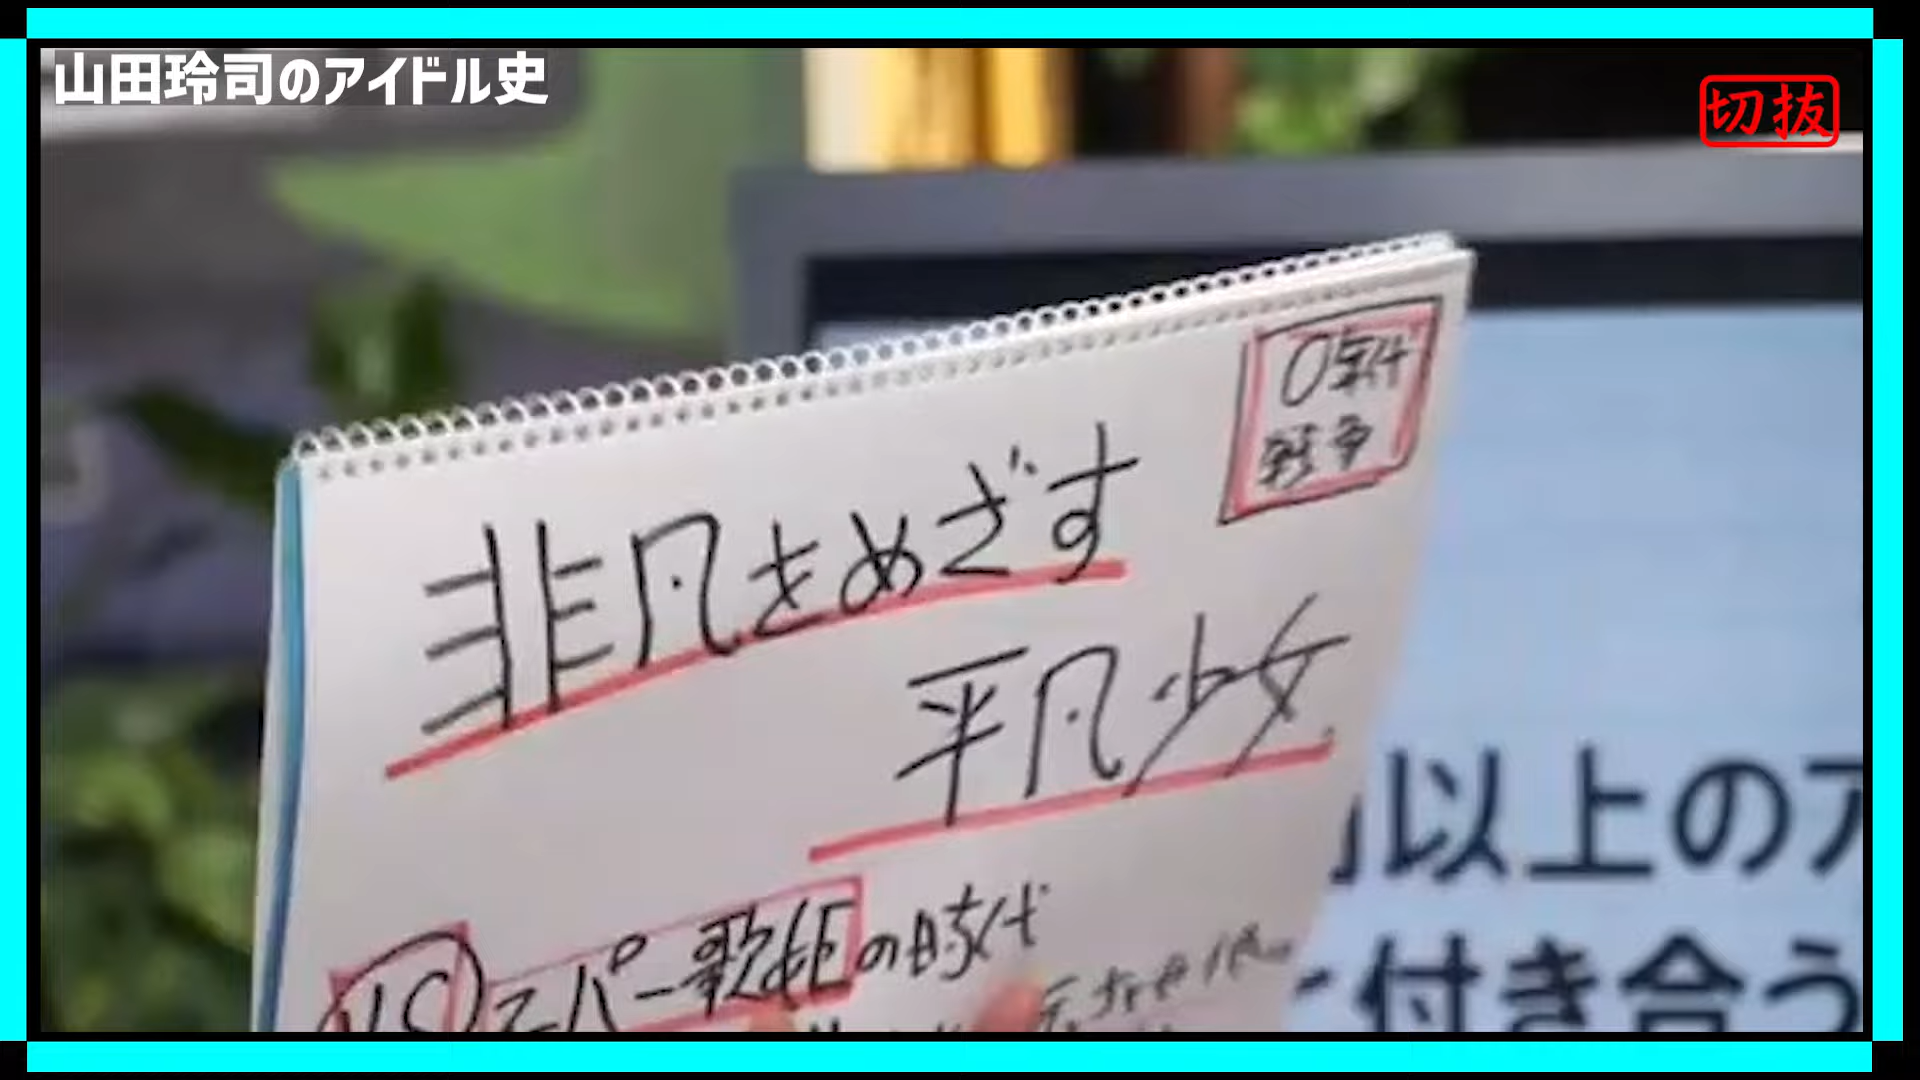 山田玲司のアイドル史
切抜
0年代
戦争
非凡をめざす
平凡少女
VS スーパー歌姫の時代
以上のア
付き合う